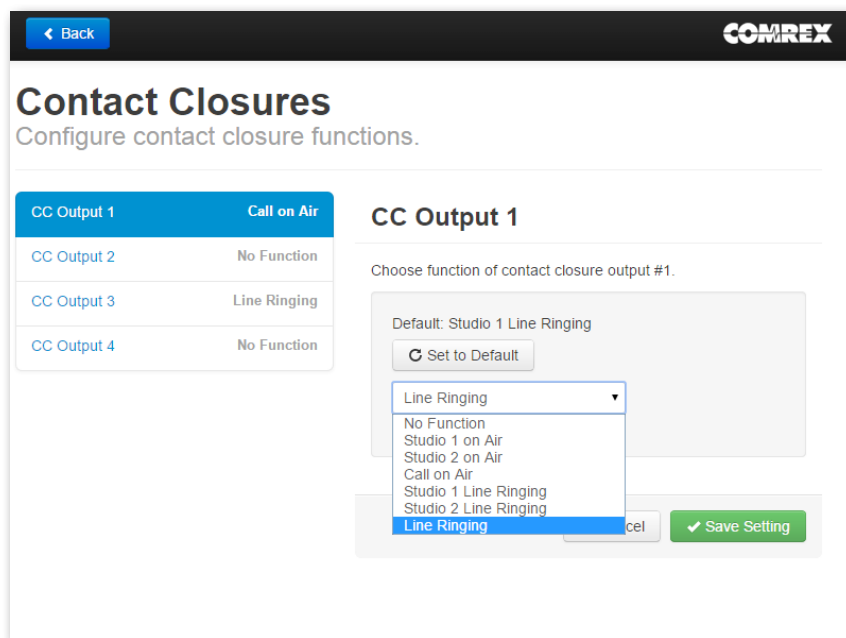 Back
COMREX
Contact Closures
Configure contact closure functions.
CC Output 1 Call on Air
CC Output 2 No Function
CC Output 3 Line Ringing
CC Output 4 No Function
CC Output 1
Choose function of contact closure output #1.
Default: Studio 1 Line Ringing
Set to Default
Line Ringing
No Function
Studio 1 on Air
Studio 2 on Air
Call on Air
Studio 1 Line Ringing
Studio 2 Line Ringing
Line Ringing
cel
Save Setting